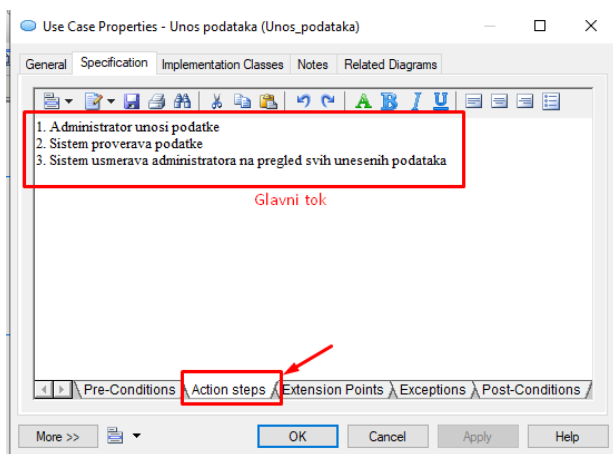 Use Case Properties - Unos podataka (Unos_podataka)
General Specification Implementation Classes Notes Related Diagrams
A B I U
1. Administrator unosi podatke
2. Sistem proverava podatke
3. Sistem usmerava administratora na pregled svih unesenih podataka
Glavni tok
Pre-Conditions Action steps Extension Points Exceptions Post-Conditions
More >> OK Cancel Apply Help